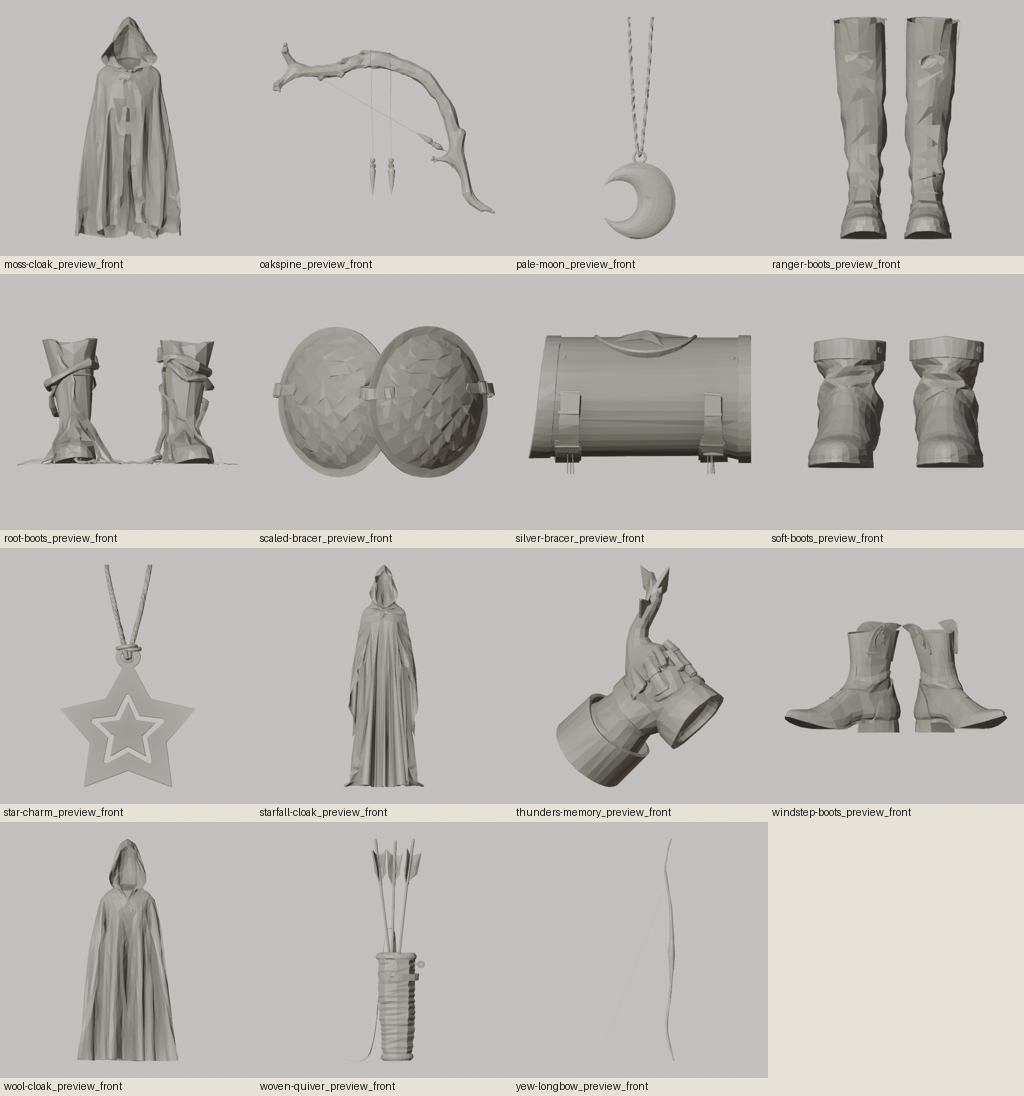 moss-cloak_preview_front
oakspine_preview_front
pale-moon_preview_front
ranger-boots_preview_front
root-boots_preview_front
scaled-bracer_preview_front
silver-bracer_preview_front
soft-boots_preview_front
star-charm_preview_front
starfall-cloak_preview_front
thunders-memory_preview_front
windstep-boots_preview_front
wool-cloak_preview_front
woven-quiver_preview_front
yew-longbow_preview_front